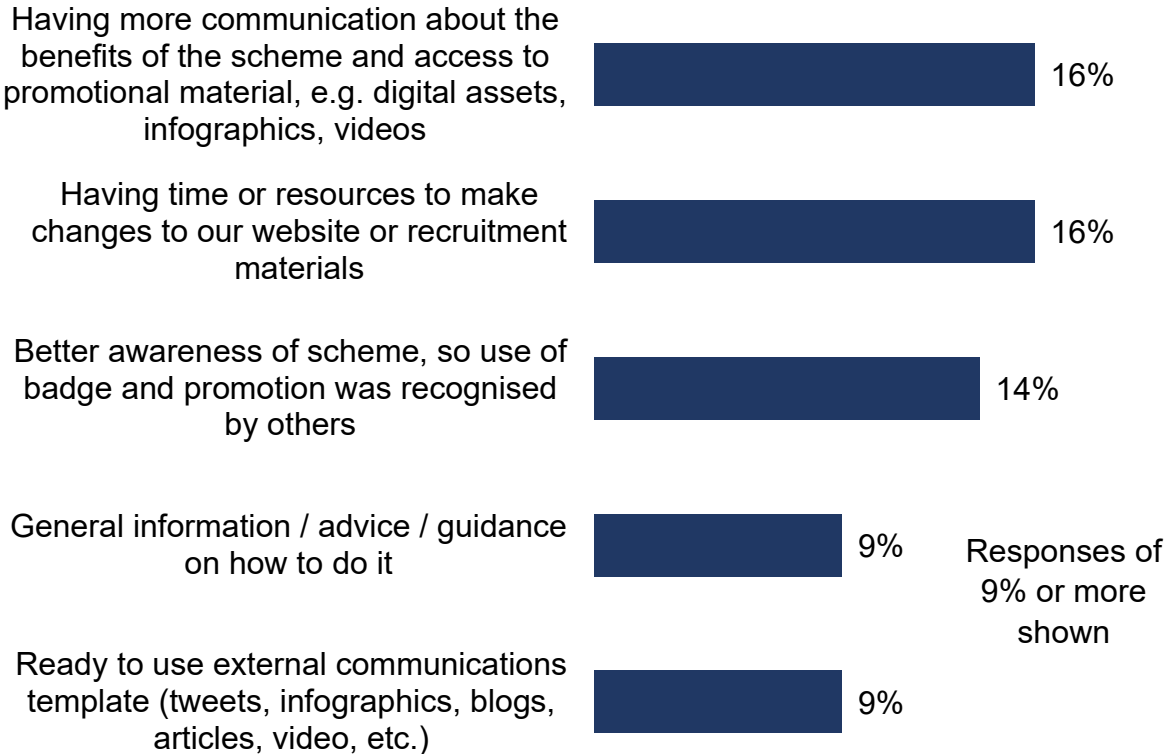 Having more communication about the
benefits of the scheme and access to
promotional material, e.g. digital assets,
infographics, videos
16%
Having time or resources to make
changes to our website or recruitment
materials
16%
Better awareness of scheme, so use of
badge and promotion was recognised
by others
14%
General information / advice / guidance
on how to do it
9%
Responses of
9% or more
shown
Ready to use external communications
template (tweets, infographics, blogs,
articles, video, etc.)
9%